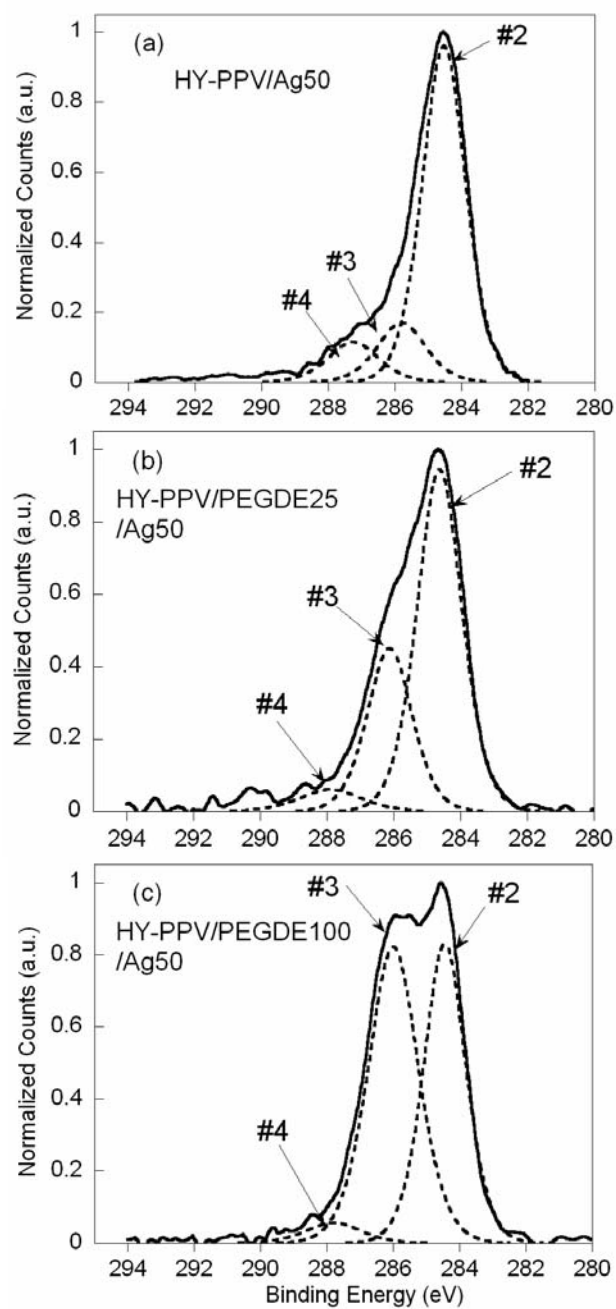 (a)
HY-PPV/Ag50
#2
#3
#4
Normalized Counts (a.u.)
1
0.8
0.6
0.4
0.2
0
294 292 290 288 286 284 282 280
(b)
HY-PPV/PEGDE25
/Ag50
#2
#3
#4
Normalized Counts (a.u.)
1
0.8
0.6
0.4
0.2
0
294 292 290 288 286 284 282 280
(c)
HY-PPV/PEGDE100
/Ag50
#3
#2
#4
Normalized Counts (a.u.)
1
0.8
0.6
0.4
0.2
0
294 292 290 288 286 284 282 280
Binding Energy (eV)